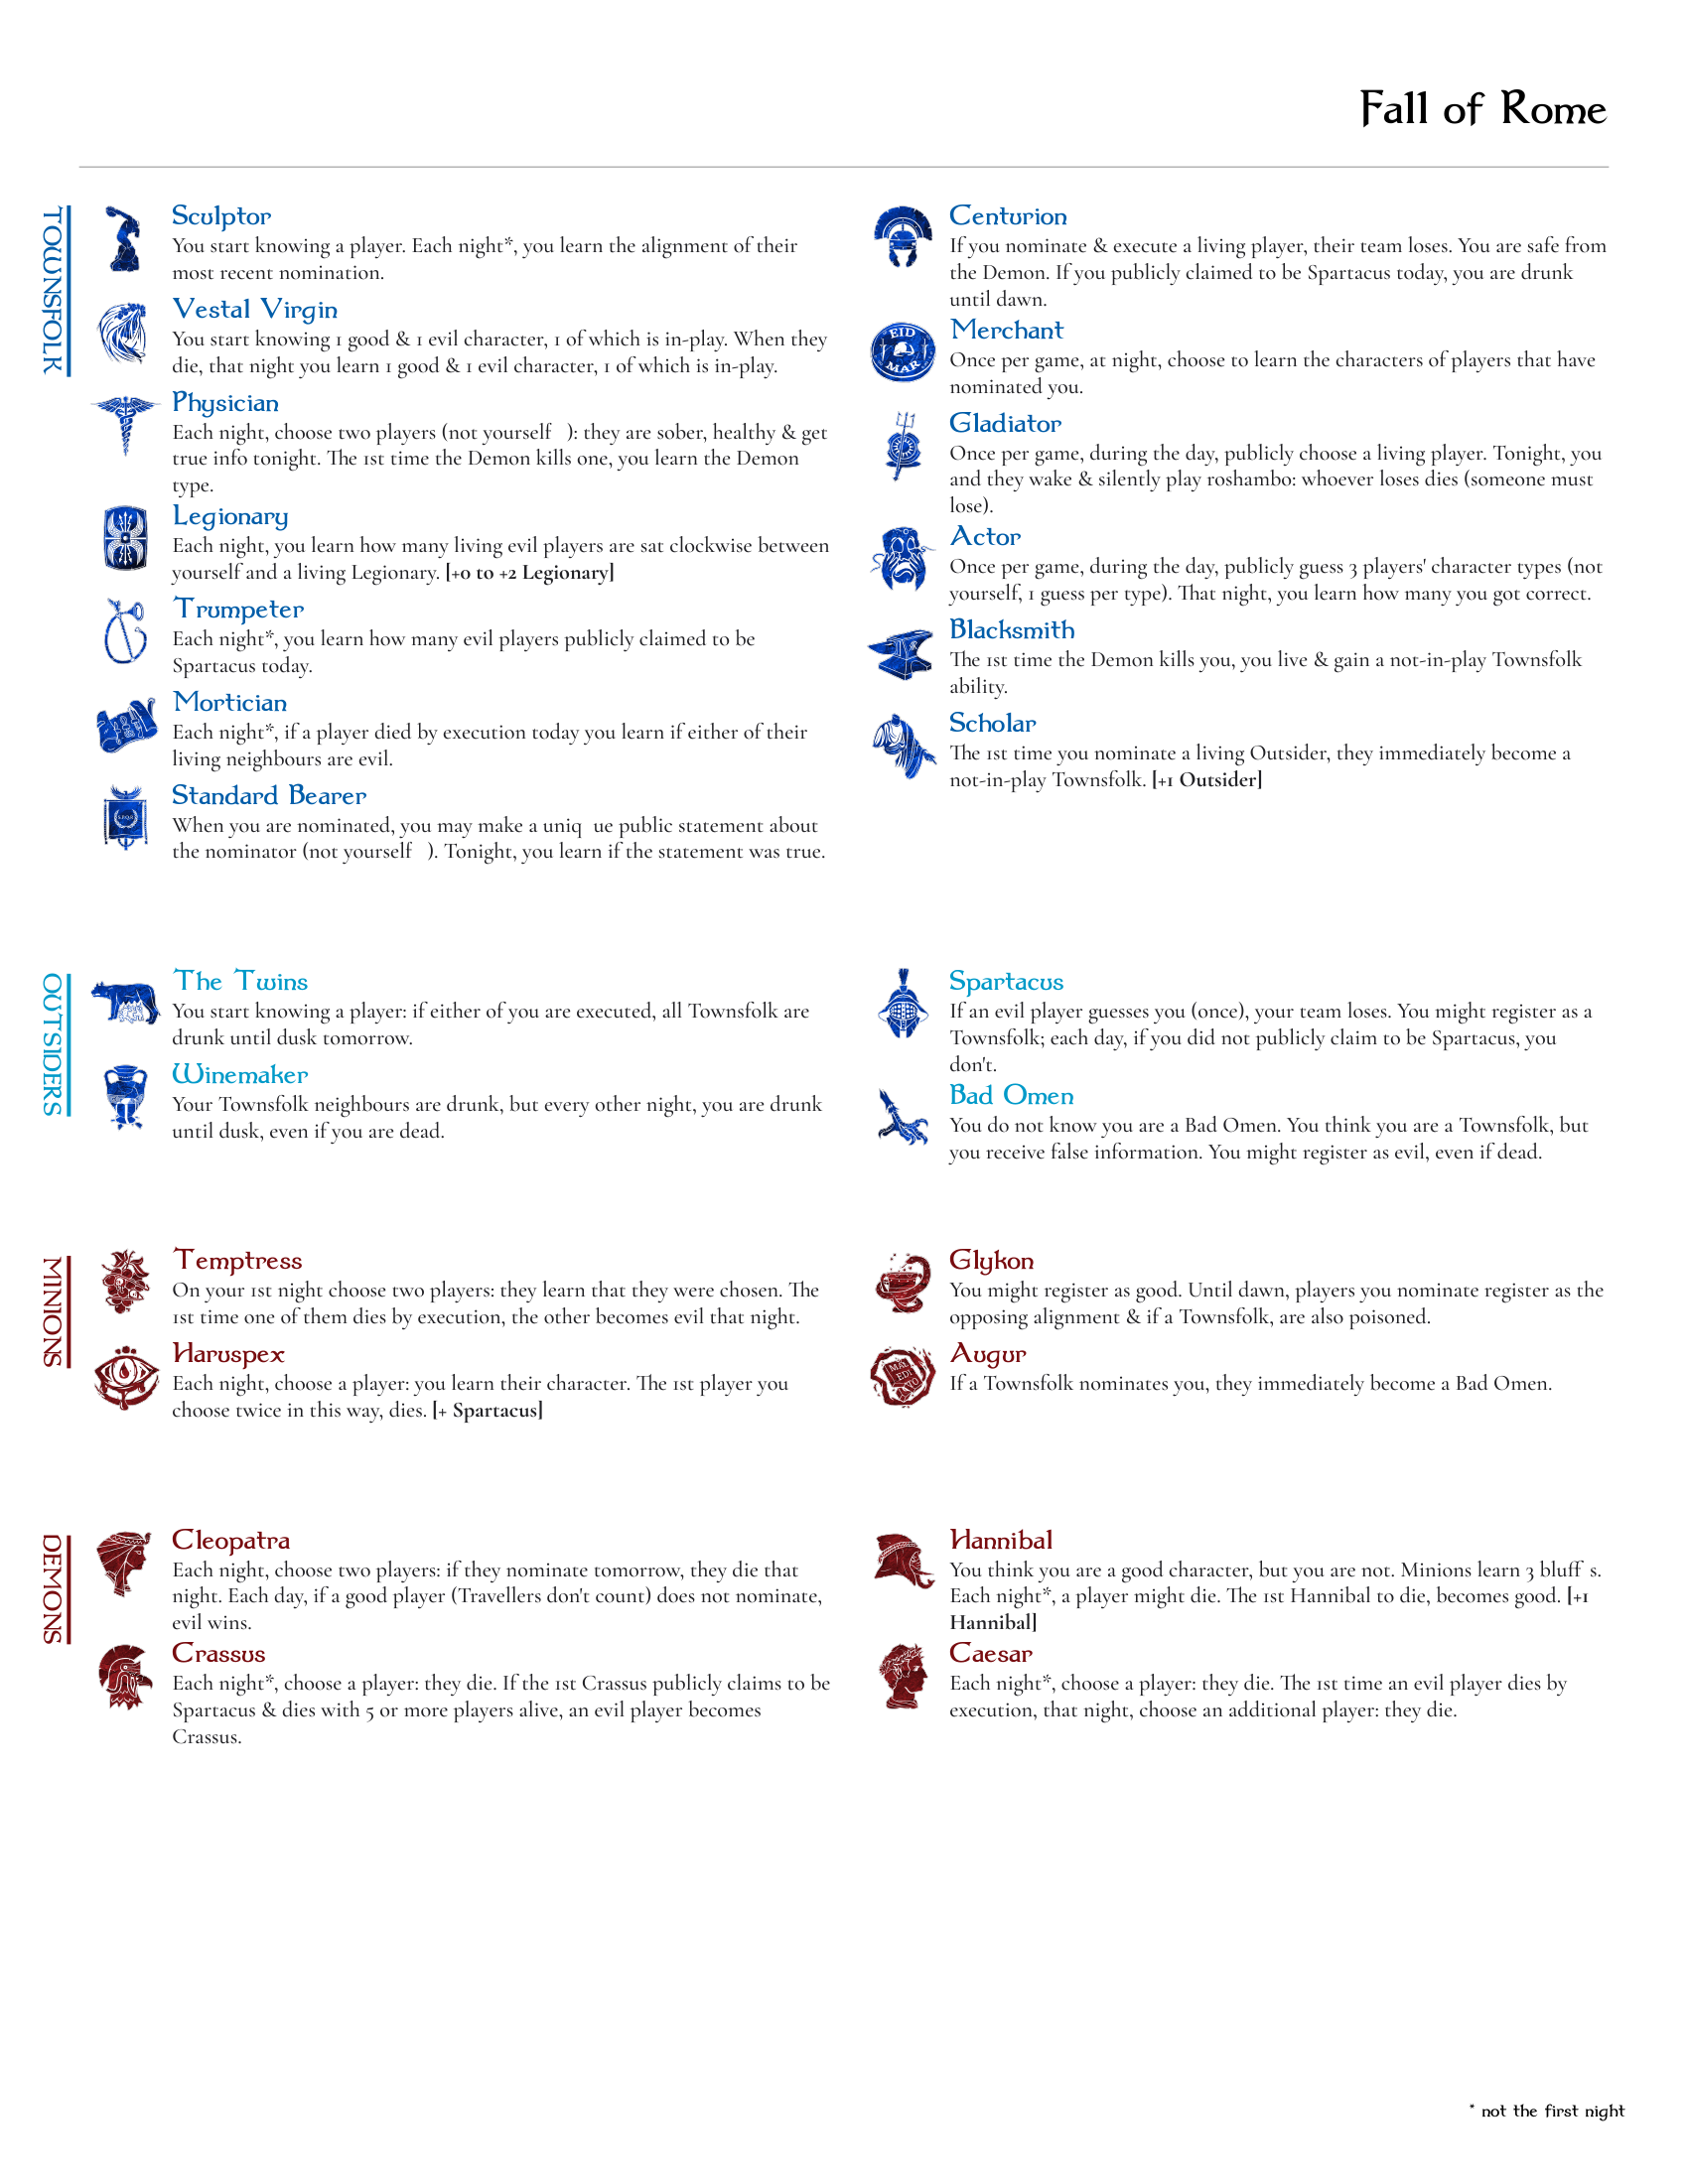 Fall of Rome
TOWNSFOLK
Sculptor
You start knowing a player. Each night*, you learn the alignment of their
most recent nomination.
Vestal Virgin
You start knowing 1 good & 1 evil character, 1 of which is in-play. When they
die, that night you learn 1 good & 1 evil character, 1 of which is in-play.
Physician
Each night, choose two players (not yourself ): they are sober, healthy & get
true info tonight. The 1st time the Demon kills one, you learn the Demon
type.
Legionary
Each night, you learn how many living evil players are sat clockwise between
yourself and a living Legionary. [+0 to +2 Legionary]
Trumpeter
Each night*, you learn how many evil players publicly claimed to be
Spartacus today.
Mortician
Each night*, if a player died by execution today you learn if either of their
living neighbours are evil.
Standard Bearer
S.P.Q.R
When you are nominated, you may make a uniq ue public statement about
the nominator (not yourself ). Tonight, you learn if the statement was true.
Centurion
If you nominate & execute a living player, their team loses. You are safe from
the Demon. If you publicly claimed to be Spartacus today, you are drunk
until dawn.
Merchant
EID
MAR
Once per game, at night, choose to learn the characters of players that have
nominated you.
Gladiator
Once per game, during the day, publicly choose a living player. Tonight, you
and they wake & silently play roshambo: whoever loses dies (someone must
lose).
Actor
Once per game, during the day, publicly guess 3 players' character types (not
yourself, 1 guess per type). That night, you learn how many you got correct.
Blacksmith
The 1st time the Demon kills you, you live & gain a not-in-play Townsfolk
ability.
Scholar
The 1st time you nominate a living Outsider, they immediately become a
not-in-play Townsfolk. [+1 Outsider]
OUTSIDERS
The Twins
You start knowing a player: if either of you are executed, all Townsfolk are
drunk until dusk tomorrow.
Winemaker
Your Townsfolk neighbours are drunk, but every other night, you are drunk
until dusk, even if you are dead.
Spartacus
If an evil player guesses you (once), your team loses. You might register as a
Townsfolk; each day, if you did not publicly claim to be Spartacus, you
don't.
Bad Omen
You do not know you are a Bad Omen. You think you are a Townsfolk, but
you receive false information. You might register as evil, even if dead.
MINIONS
Temptress
On your 1st night choose two players: they learn that they were chosen. The
1st time one of them dies by execution, the other becomes evil that night.
Haruspex
Each night, choose a player: you learn their character. The 1st player you
choose twice in this way, dies. [+ Spartacus]
Glykon
You might register as good. Until dawn, players you nominate register as the
opposing alignment & if a Townsfolk, are also poisoned.
Augur
MAL
EDI
TO
If a Townsfolk nominates you, they immediately become a Bad Omen.
DEMONS
Cleopatra
Each night, choose two players: if they nominate tomorrow, they die that
night. Each day, if a good player (Travellers don't count) does not nominate,
evil wins.
Crassus
Each night*, choose a player: they die. If the 1st Crassus publicly claims to be
Spartacus & dies with 5 or more players alive, an evil player becomes
Crassus.
Hannibal
You think you are a good character, but you are not. Minions learn 3 bluff s.
Each night*, a player might die. The 1st Hannibal to die, becomes good. [+1
Hannibal]
Caesar
Each night*, choose a player: they die. The 1st time an evil player dies by
execution, that night, choose an additional player: they die.
* not the first night